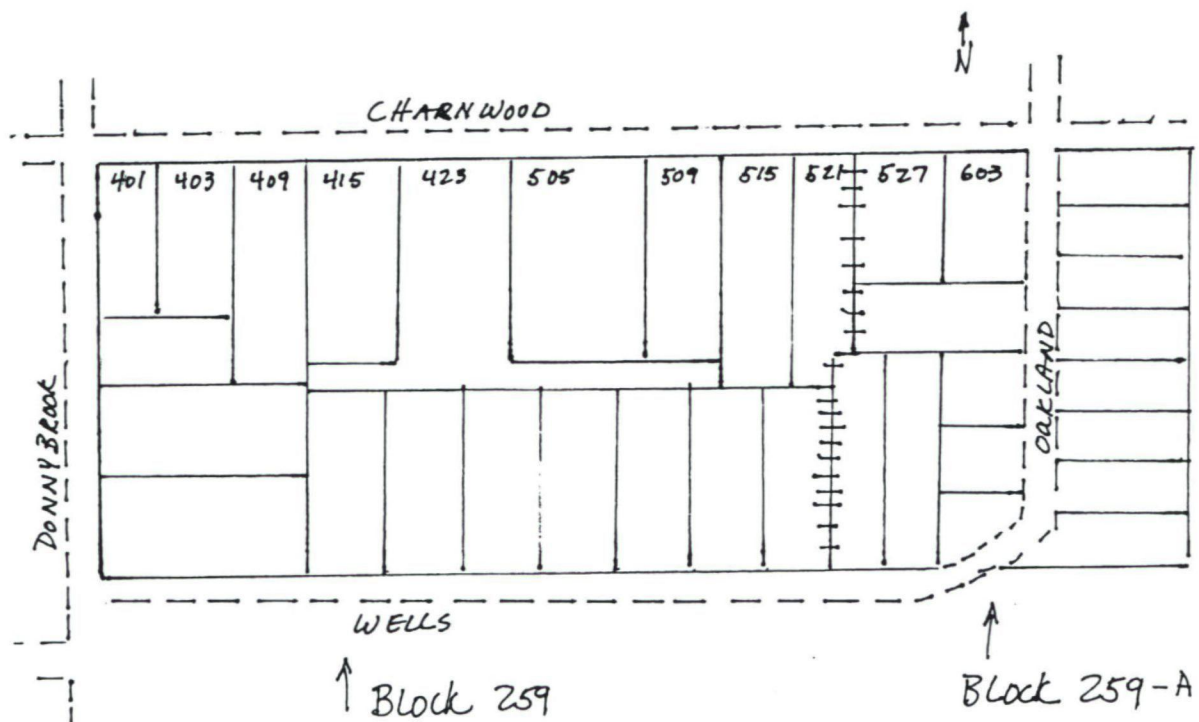 N
CHARNWOOD
401 403 409 415 423 505 509 515 521 527 603
DONNYBROOK
OAKLAND
WELLS
Block 259
Block 259-A